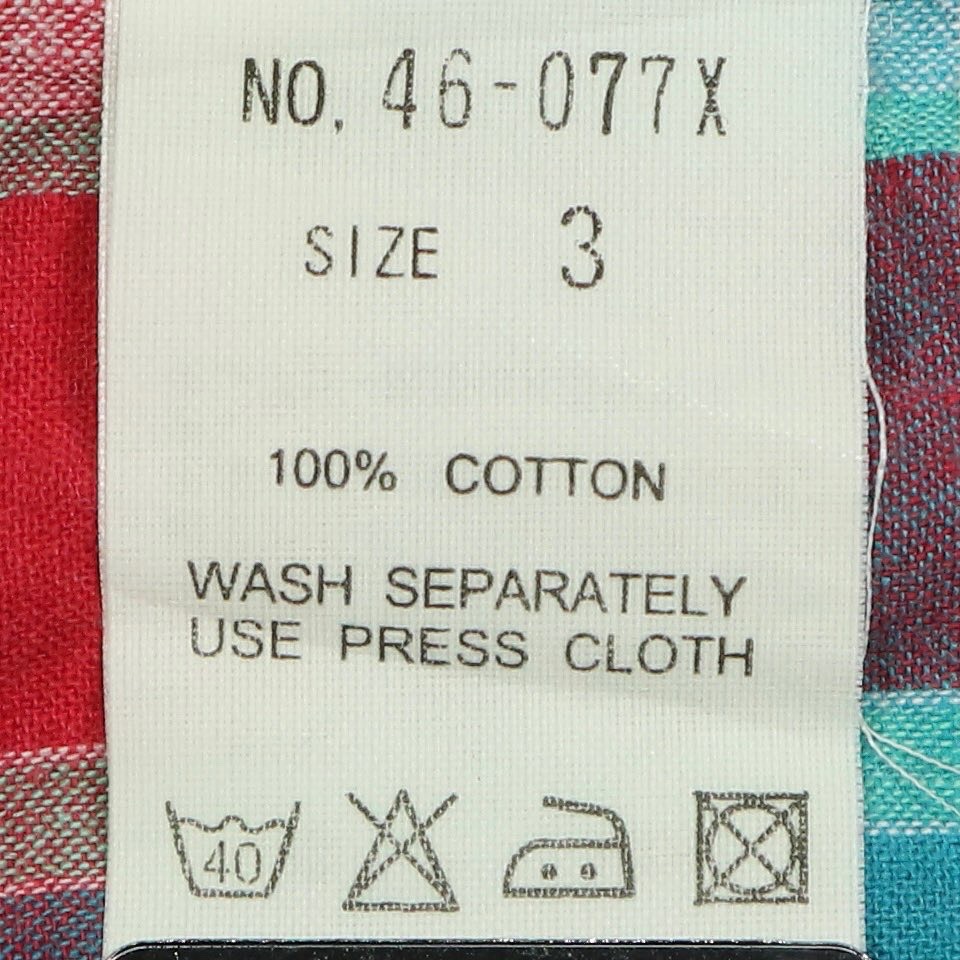 NO. 46-077X
SIZE 3
100% COTTON
WASH SEPARATELY
USE PRESS CLOTH
40